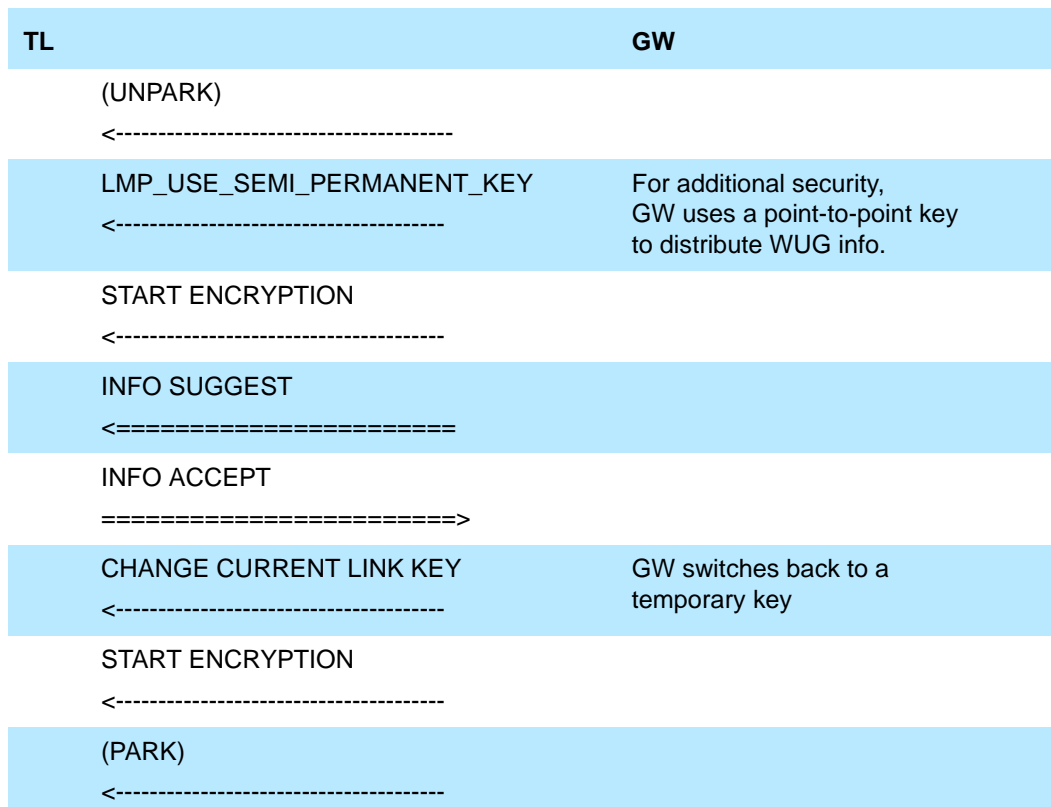 TL GW
(UNPARK)
<----------------------------------------
LMP_USE_SEMI_PERMANENT_KEY For additional security,
GW uses a point-to-point key
<---------------------------------------
to distribute WUG info.
START ENCRYPTION
<---------------------------------------
INFO SUGGEST
<=======================
INFO ACCEPT
========================>
CHANGE CURRENT LINK KEY GW switches back to a
temporary key
<---------------------------------------
START ENCRYPTION
<---------------------------------------
(PARK)
<---------------------------------------